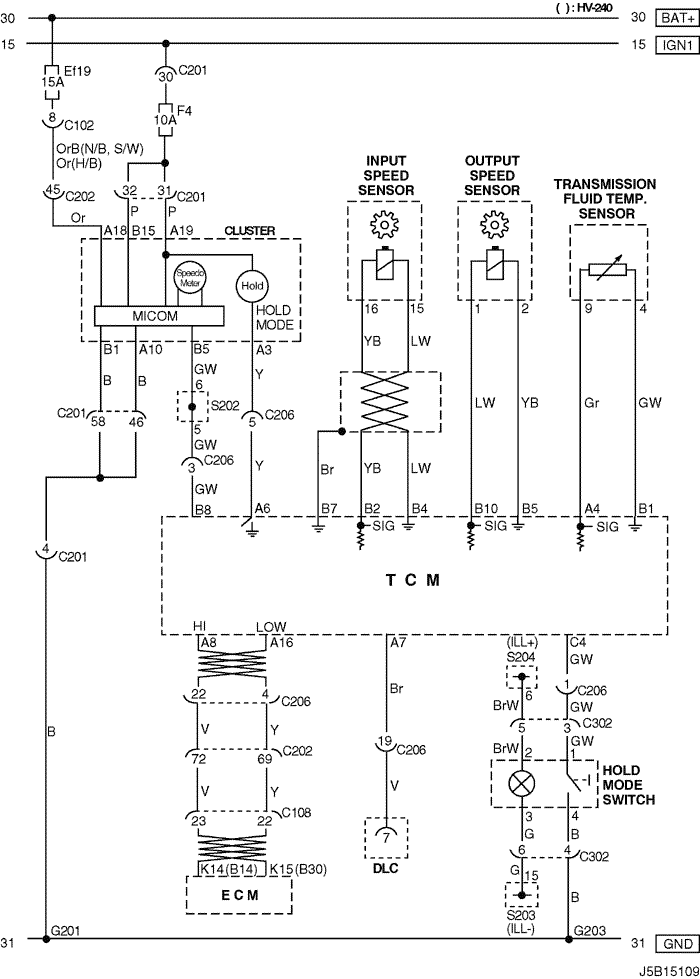 ( ) : HV-240
30 30 BAT+
15 15 IGN1
Ef19
15A
30 C201
F4
10A
8 C102
OrB(N/B, S/W)
Or(H/B)
45 C202
32 31 C201
Or P P
A18 B15 A19 CLUSTER
Speedo
Meter
Hold
MICOM
HOLD
MODE
B1 A10 B5 A3
B B GW Y
6
S202
C201 58 46
5
5 C206
GW
3 C206
GW Y
B8 A6
INPUT
SPEED
SENSOR
OUTPUT
SPEED
SENSOR
TRANSMISSION
FLUID TEMP.
SENSOR
16 15 1 2 9 4
YB LW
LW YB Gr GW
Br YB LW
B7 B2 B4 B10 B5 A4 B1
SIG SIG SIG
T C M
4 C201
B
HI LOW
A8 A16 A7 C4
(ILL+)
S204
GW
6
22 4 C206
V Y
72 69 C202
V Y
23 22 C108
K14(B14) K15(B30)
E C M
Br
19 C206
V
7
DLC
1 C206
BrW GW
5 3 C302
BrW GW
2 1
HOLD
MODE
SWITCH
3 4
G B
6 4 C302
G 15
B
S203
(ILL-)
31 G201 G203 31 GND
J5B15109